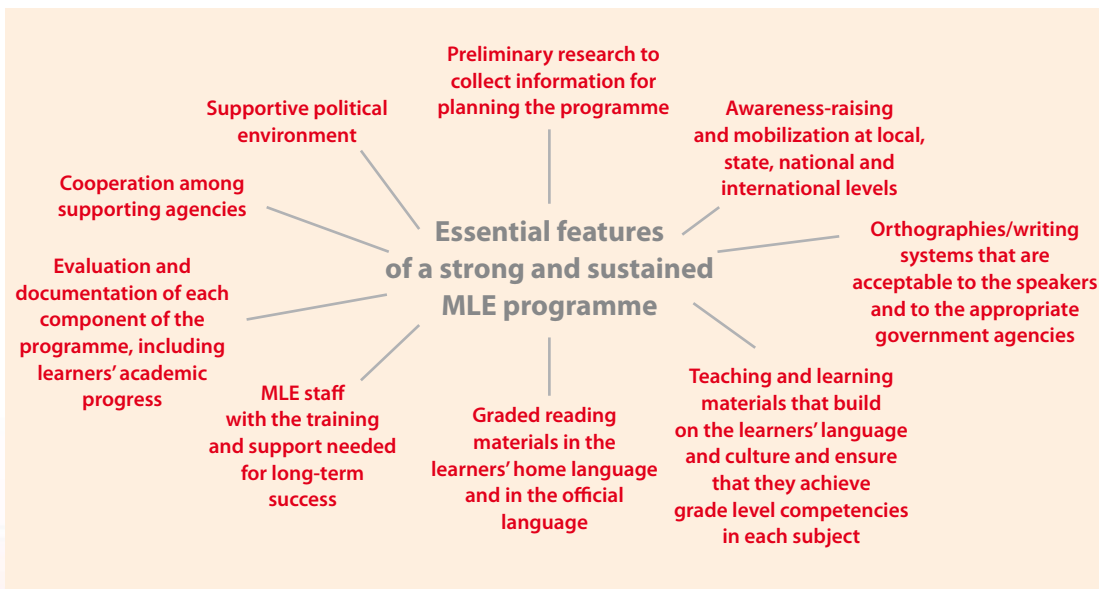 Essential features
of a strong and sustained
MLE programme
Preliminary research to
collect information for
planning the programme
Awareness-raising
and mobilization at local,
state, national and
international levels
Orthographies/writing
systems that are
acceptable to the speakers
and to the appropriate
government agencies
Teaching and learning
materials that build
on the learners’ language
and culture and ensure
that they achieve
grade level competencies
in each subject
Graded reading
materials in the
learners’ home language
and in the official
language
MLE staff
with the training
and support needed
for long-term
success
Evaluation and
documentation of each
component of the
programme, including
learners’ academic
progress
Cooperation among
supporting agencies
Supportive political
environment